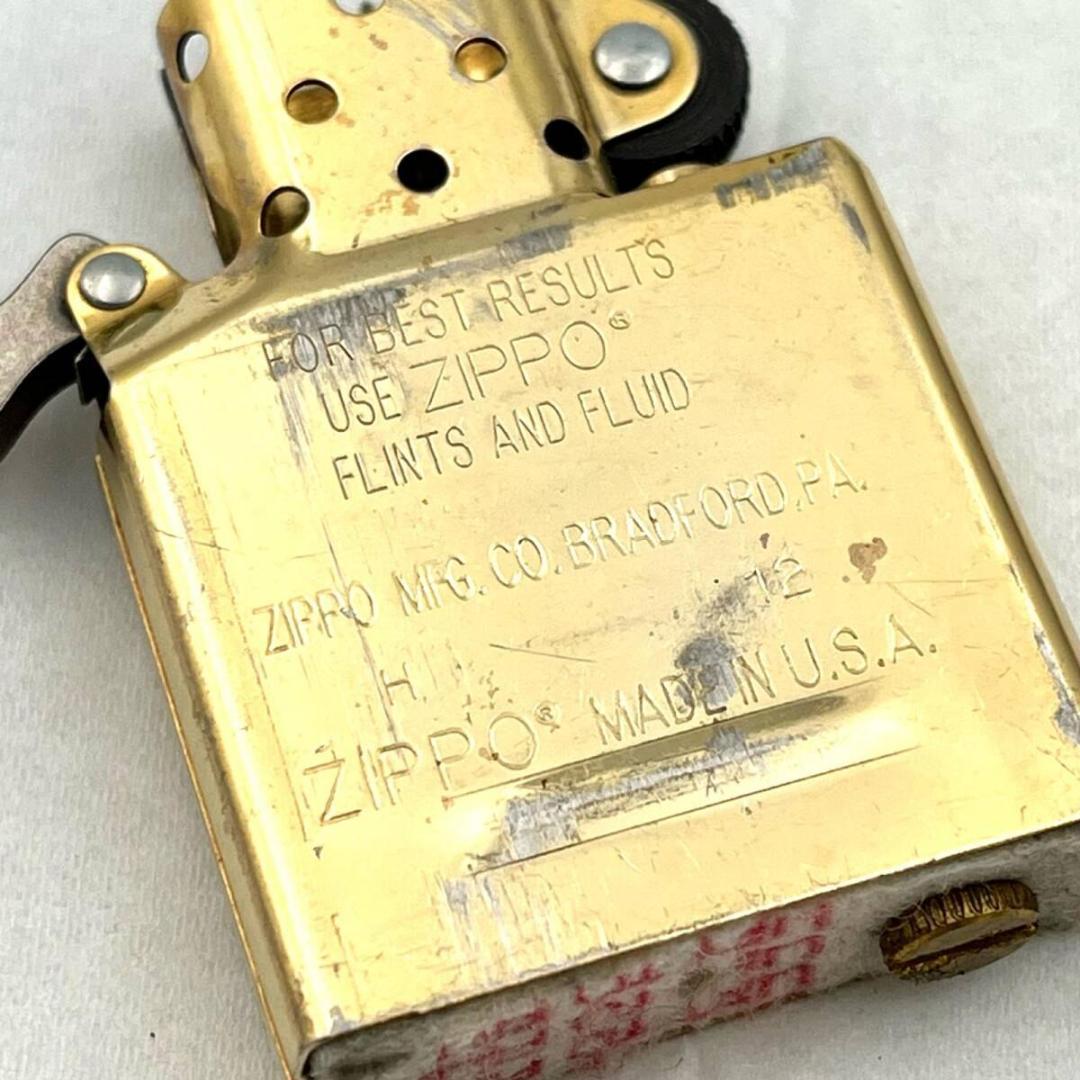 FOR BEST RESULTS
USE ZIPPO®
FLINTS AND FLUID
ZIPPO MFG. CO. BRADFORD, PA.
H 12
ZIPPO® MADE IN U.S.A.